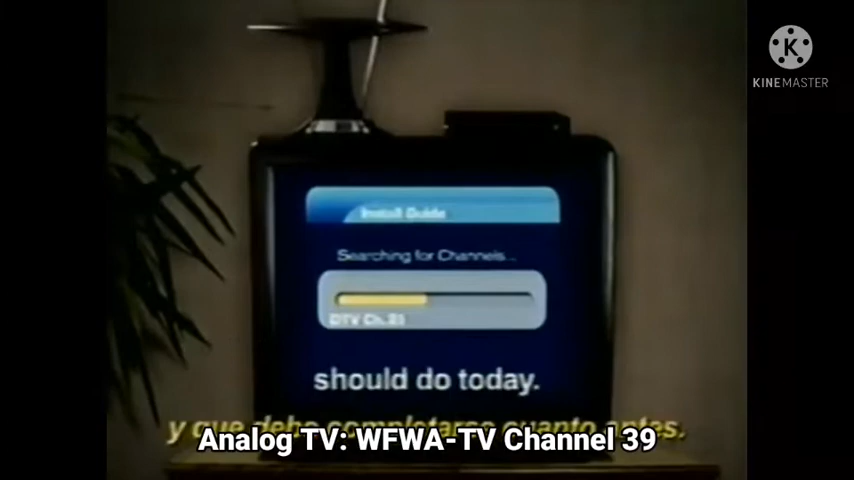 KINEMASTER
Install Guide
Searching for Channels...
DTV Ch.
should do today.
y que debe completarse cuanto antes.
Analog TV: WFWA-TV Channel 39